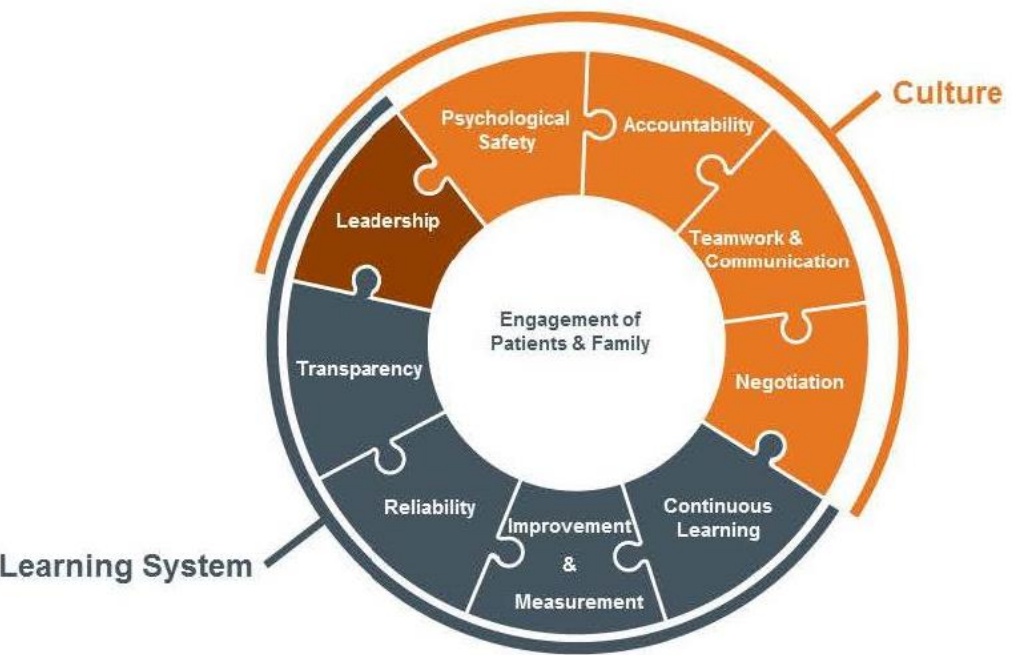 Culture
Psychological
Safety
Accountability
Leadership
Teamwork &
Communication
Engagement of
Patients & Family
Transparency
Negotiation
Reliability
Continuous
Learning
Improvement
&
Measurement
Learning System